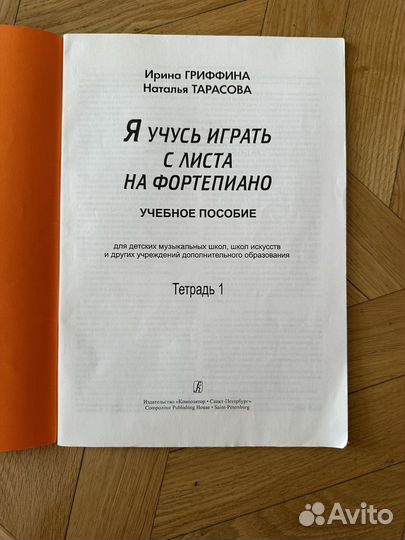 Ирина ГРИФФИНА
Наталья ТАРАСОВА
Я УЧУСЬ ИГРАТЬ
С ЛИСТА
НА ФОРТЕПИАНО
УЧЕБНОЕ ПОСОБИЕ
для детских музыкальных школ, школ искусств
и других учреждений дополнительного образования
Тетрадь 1
Издательство «Композитор • Санкт-Петербург»
Compozitor Publishing House • Saint-Petersburg
Avito